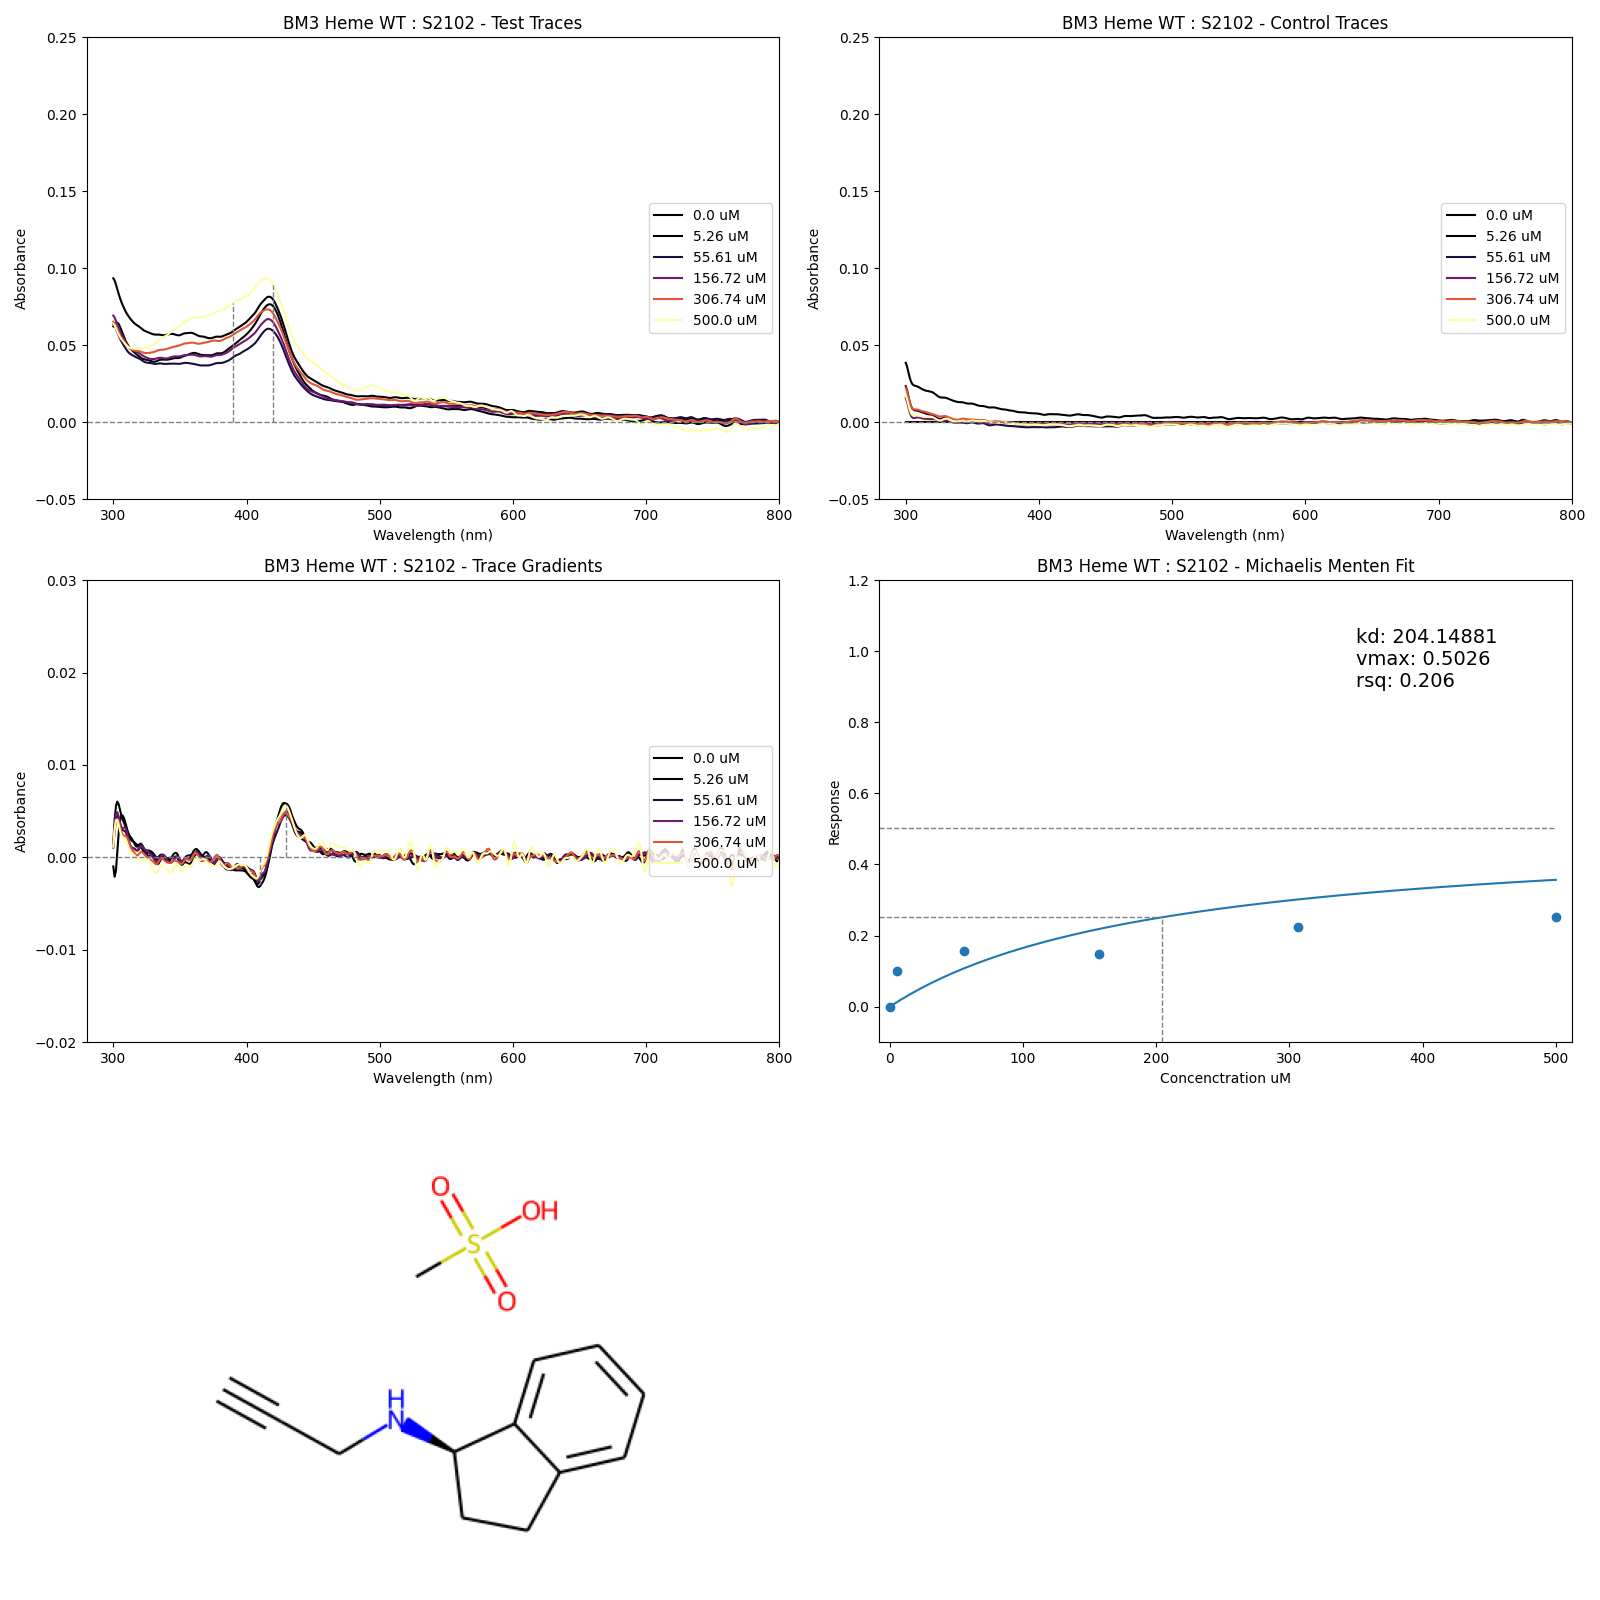 BM3 Heme WT : S2102 - Test Traces
0.25
0.20
0.15
0.10
0.05
0.00
−0.05
Absorbance
300
400
500
600
700
800
Wavelength (nm)
0.0 uM
5.26 uM
55.61 uM
156.72 uM
306.74 uM
500.0 uM
BM3 Heme WT : S2102 - Control Traces
0.25
0.20
0.15
0.10
0.05
0.00
−0.05
Absorbance
300
400
500
600
700
800
Wavelength (nm)
0.0 uM
5.26 uM
55.61 uM
156.72 uM
306.74 uM
500.0 uM
BM3 Heme WT : S2102 - Trace Gradients
0.03
0.02
0.01
0.00
−0.01
−0.02
Absorbance
300
400
500
600
700
800
Wavelength (nm)
0.0 uM
5.26 uM
55.61 uM
156.72 uM
306.74 uM
500.0 uM
BM3 Heme WT : S2102 - Michaelis Menten Fit
1.2
1.0
0.8
0.6
0.4
0.2
0.0
Response
0
100
200
300
400
500
Concenctration uM
kd: 204.14881
vmax: 0.5026
rsq: 0.206
O
OH
S
O
H
N